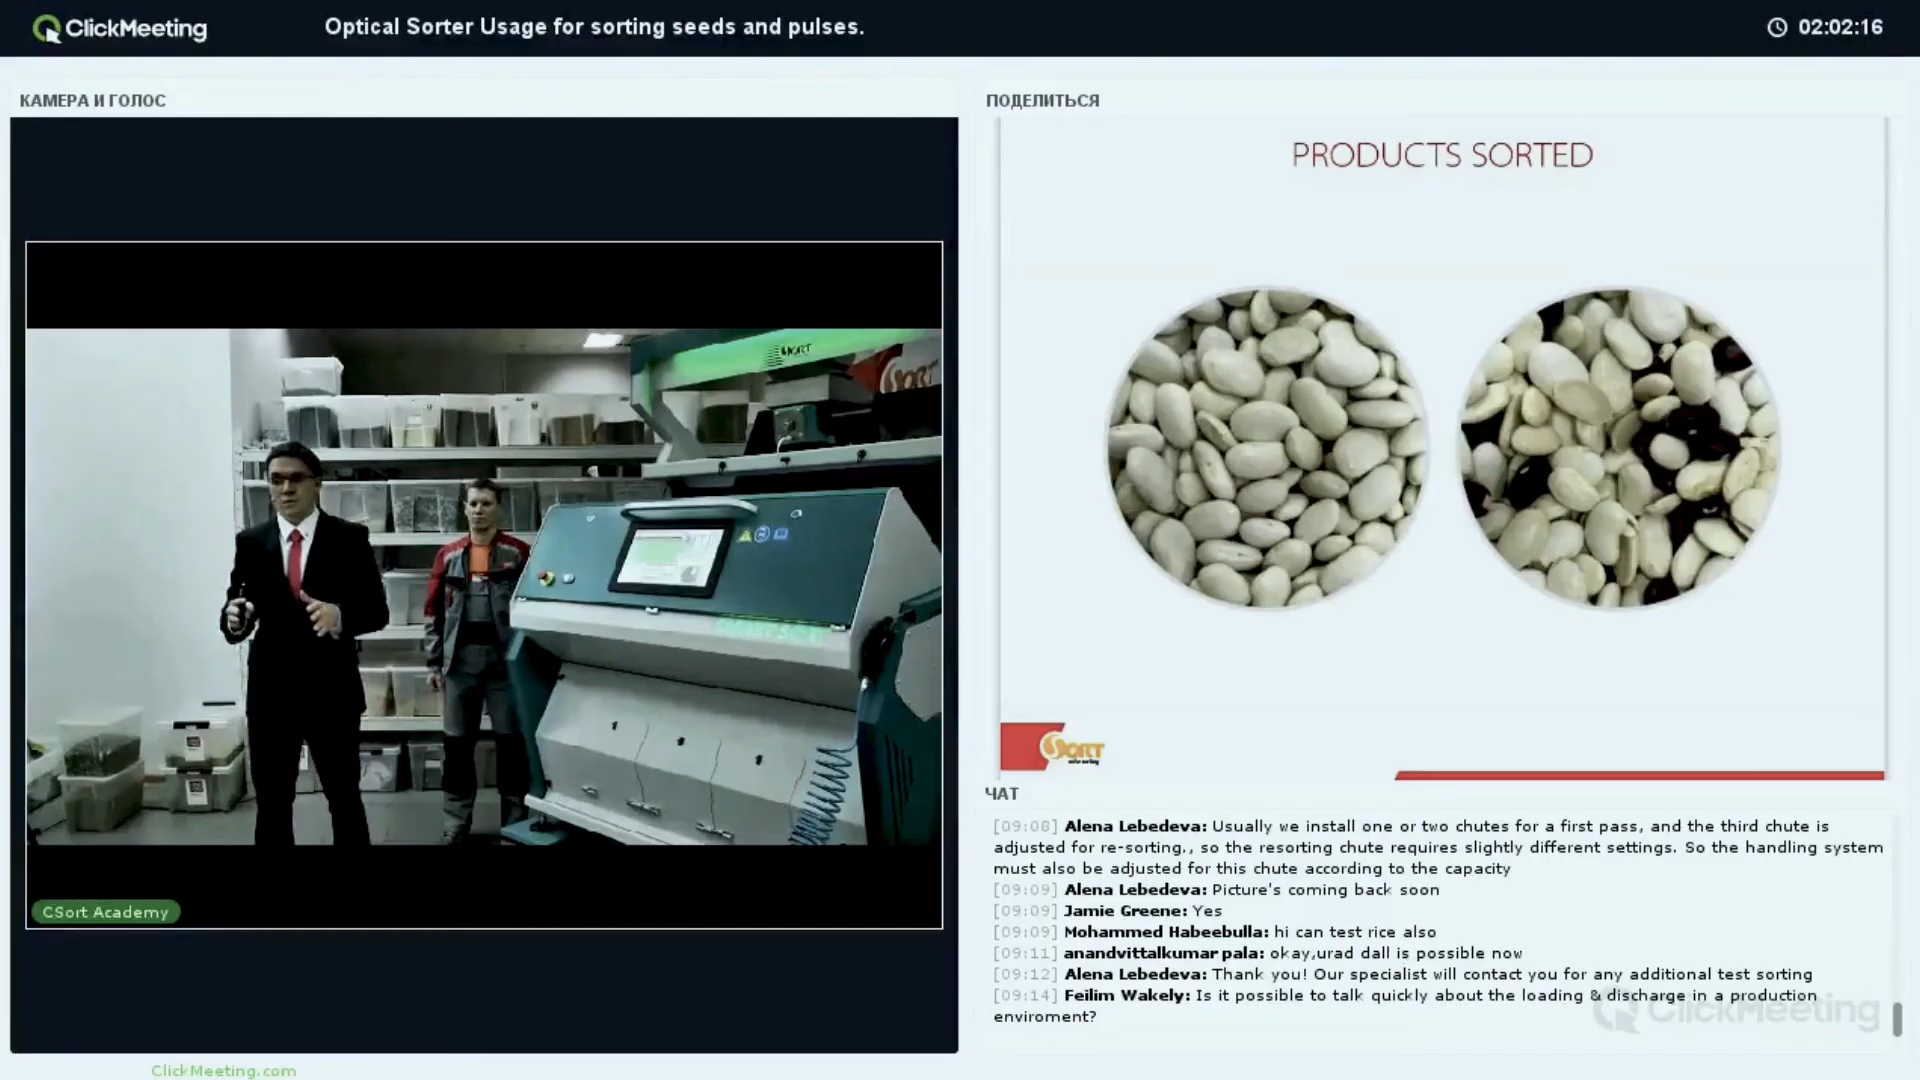 ClickMeeting
Optical Sorter Usage for sorting seeds and pulses.
02:02:16
КАМЕРА И ГОЛОС
SORT
SORT
CSort Academy
ClickMeeting.com
ПОДЕЛИТЬСЯ
PRODUCTS SORTED
SORT
ЧАТ
[09:08] Alena Lebedeva: Usually we install one or two chutes for a first pass, and the third chute is
adjusted for re-sorting., so the resorting chute requires slightly different settings. So the handling system
must also be adjusted for this chute according to the capacity
[09:09] Alena Lebedeva: Picture's coming back soon
[09:09] Jamie Greene: Yes
[09:09] Mohammed Habeebulla: hi can test rice also
[09:11] anandvittalkumar pala: okay,urad dall is possible now
[09:12] Alena Lebedeva: Thank you! Our specialist will contact you for any additional test sorting
[09:14] Feilim Wakely: Is it possible to talk quickly about the loading & discharge in a production
enviroment?
ClickMeeting